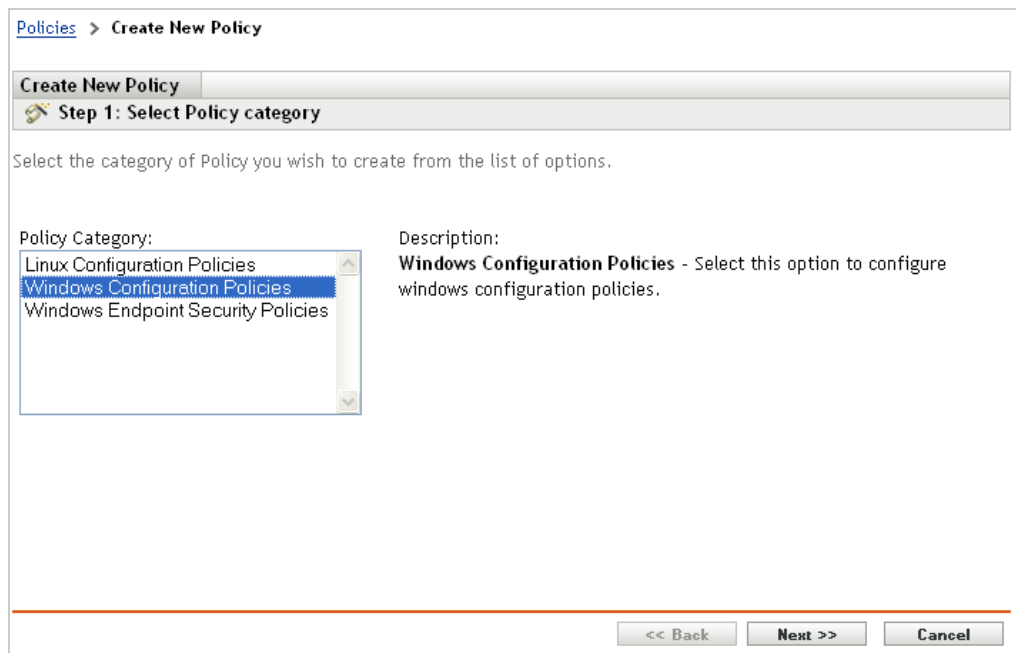 Policies > Create New Policy
Create New Policy
Step 1: Select Policy category
Select the category of Policy you wish to create from the list of options.
Policy Category:
Linux Configuration Policies
Windows Configuration Policies
Windows Endpoint Security Policies
Description:
Windows Configuration Policies - Select this option to configure
windows configuration policies.
<< Back Next >> Cancel